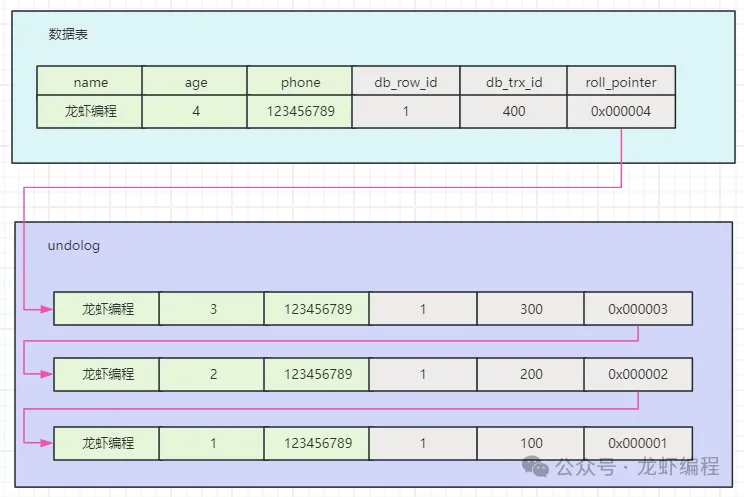 数据表
name age phone db_row_id db_trx_id roll_pointer
龙虾编程 4 123456789 1 400 0x000004
undolog
龙虾编程 3 123456789 1 300 0x000003
龙虾编程 2 123456789 1 200 0x000002
龙虾编程 1 123456789 1 100 0x000001
公众号·龙虾编程